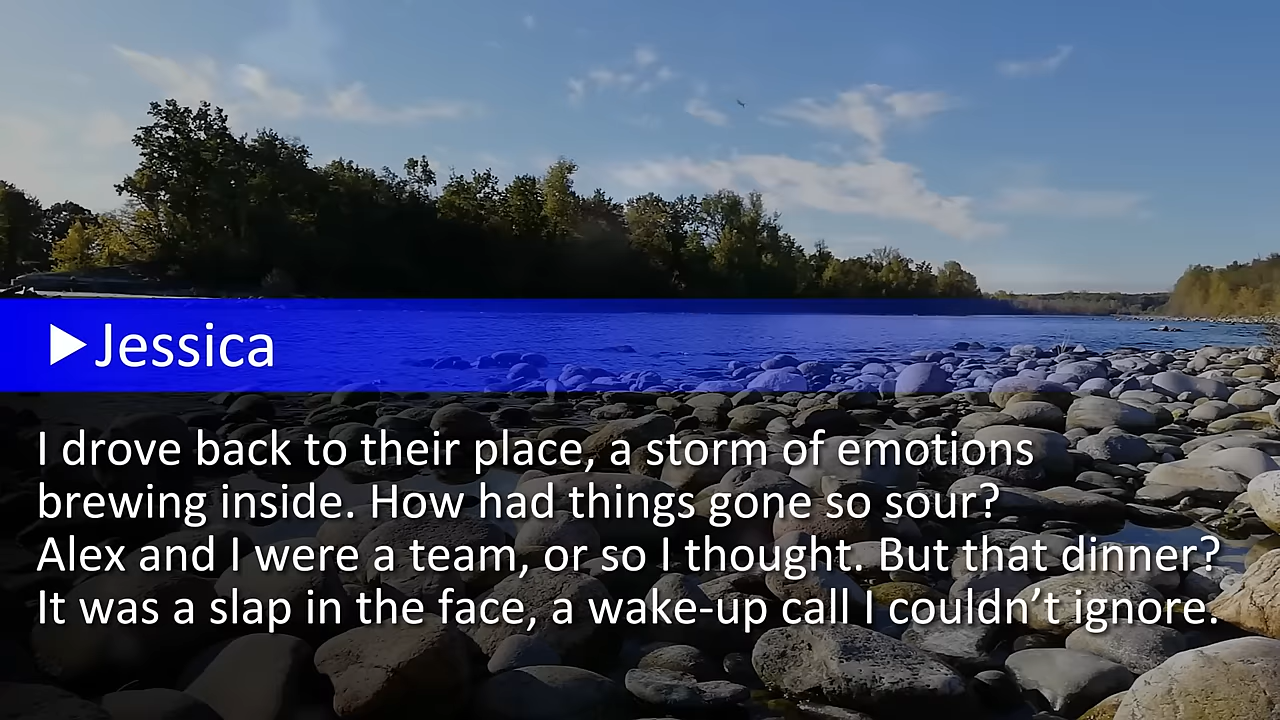 Jessica
I drove back to their place, a storm of emotions
brewing inside. How had things gone so sour?
Alex and I were a team, or so I thought. But that dinner?
It was a slap in the face, a wake-up call I couldn’t ignore.